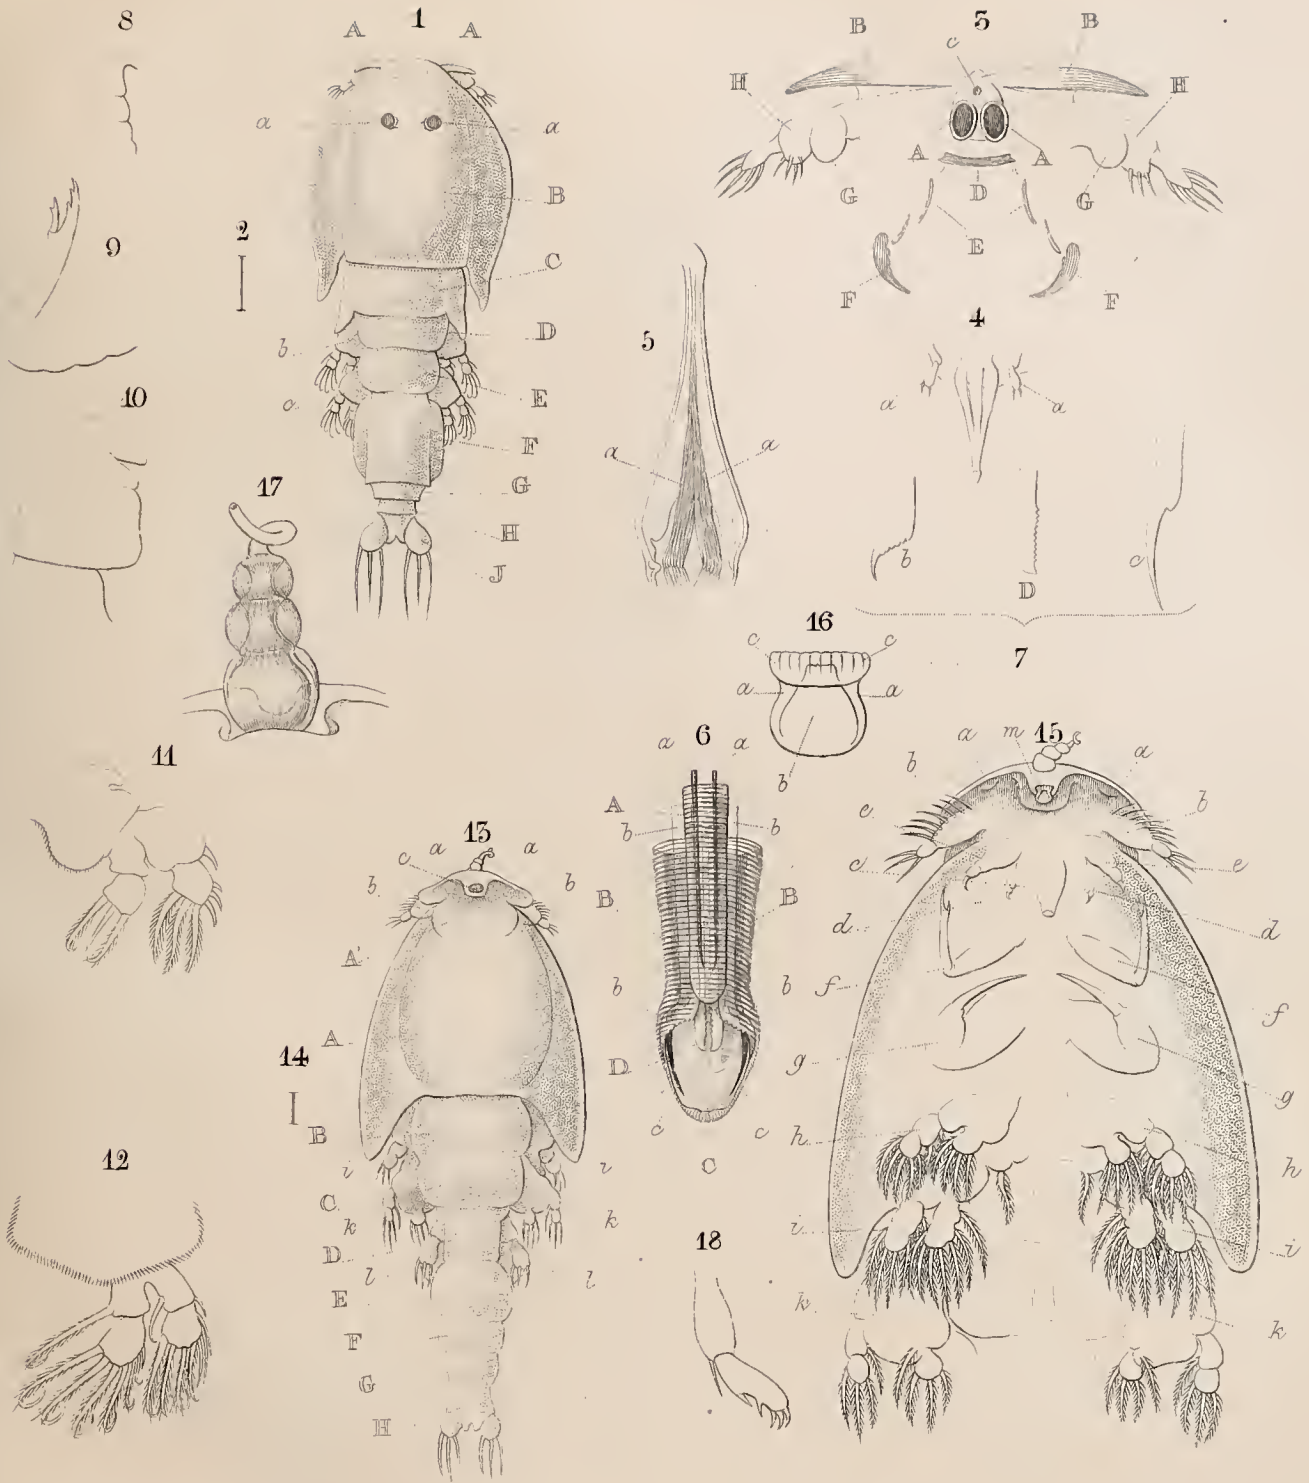 8
1
3
A A
B B
c
H H
a a
A A
G D G
B
9
2
E
C
F F
D
5
4
b
a a
10
c
E
F
a a
17
G
H
b c
J
D
16
c c
7
a a
6
a a
a m 15 a
11
b
b
A
b b
e
13
c a a
b b
c e
B B
d d
A'
b b
f f
14
A
D
g g
B
c c
h h
12
C
i i
C
k k
18
i i
D
l l
E
k k
F
G
H